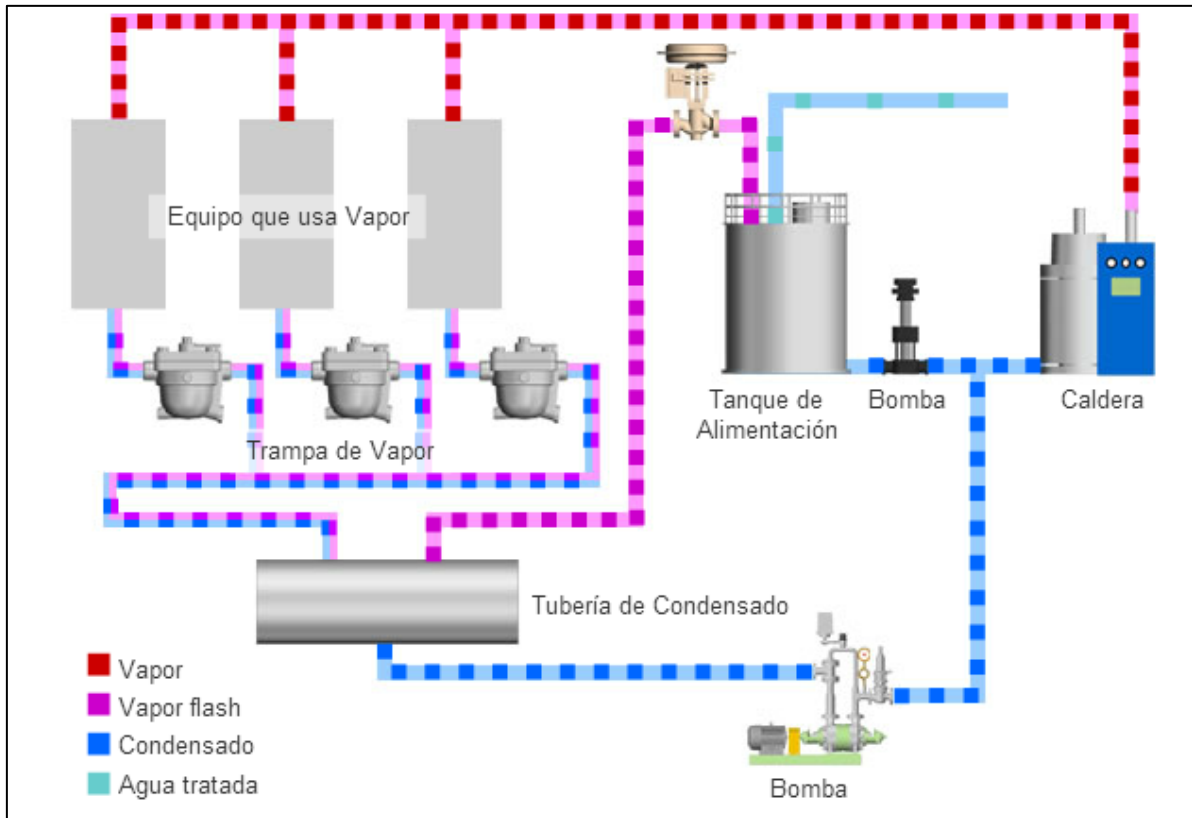 Equipo que usa Vapor
Tanque de
Alimentación
Bomba
Caldera
Trampa de Vapor
Tubería de Condensado
Vapor
Vapor flash
Condensado
Agua tratada
Bomba